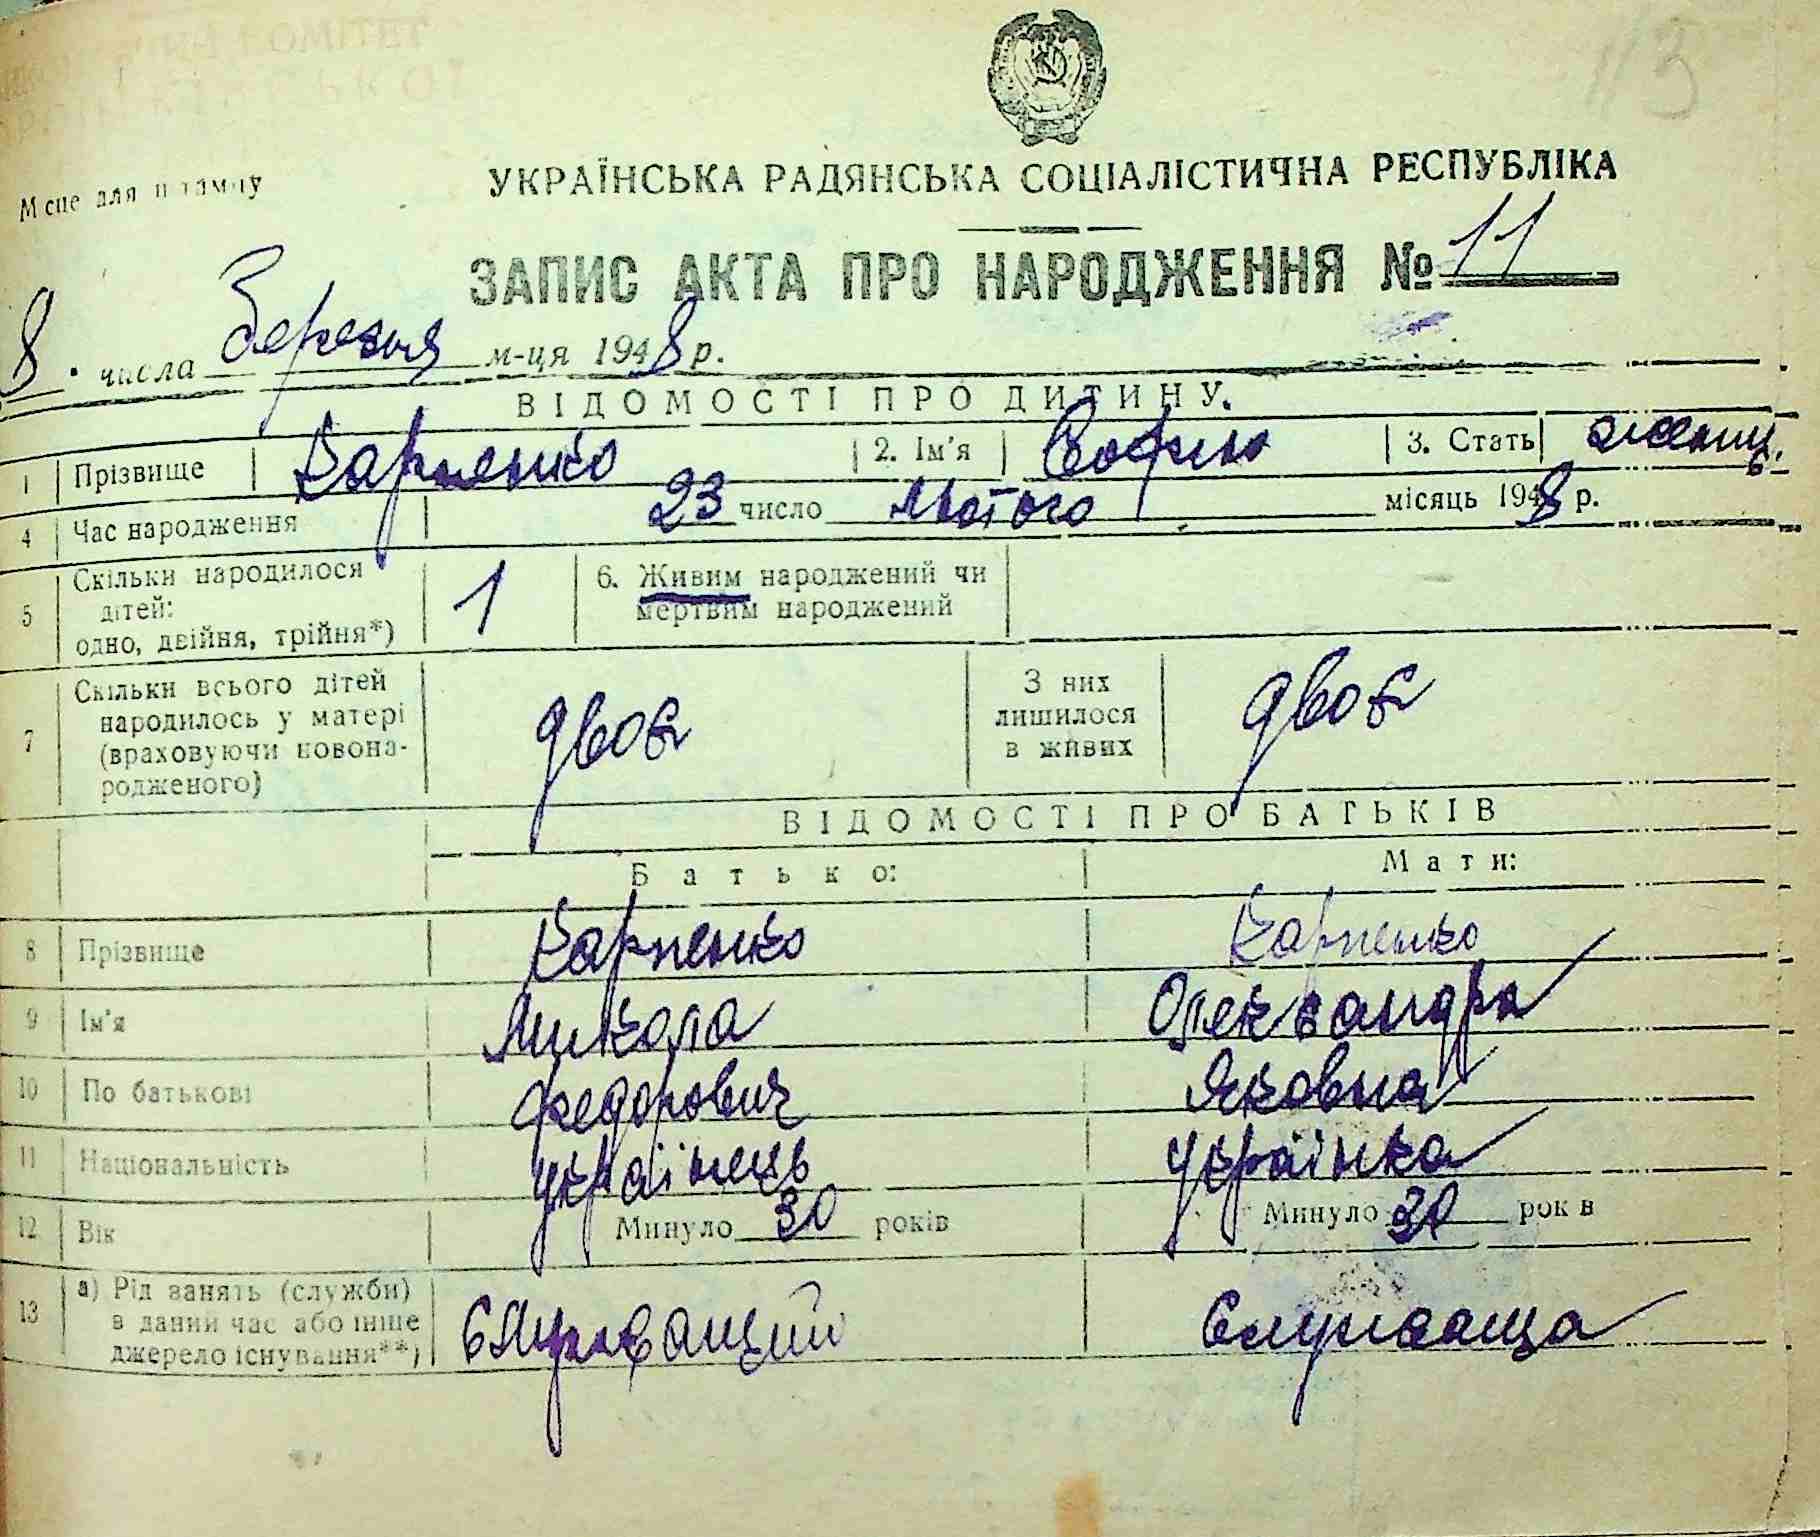 113
Місце для штампу
УКРАЇНСЬКА РАДЯНСЬКА СОЦІАЛІСТИЧНА РЕСПУБЛІКА
ЗАПИС АКТА ПРО НАРОДЖЕННЯ № 11
8 числа Березня м-ця 1948 р.
ВІДОМОСТІ ПРО ДИТИНУ.
1 Прізвище Карпенко 2. Ім'я Софию 3. Стать
4 Час народження 23 число Лютого місяць 1948 р.
5 Скільки народилося дітей: одно, двійня, трійня*) 1 6. Живим народжений чи мертвим народжений
7 Скільки всього дітей народилось у матері (враховуючи новонародженого) двоє З них лишилося в живих двоє
ВІДОМОСТІ ПРО БАТЬКІВ
Батько: Мати:
8 Прізвище Карпенко Карпенко
9 Ім'я Микола Олександра
10 По батькові Федорович Яковна
11 Національність українець українка
12 Вік Минуло 30 років Минуло 30 років
13 а) Рід занять (служби) в даний час або інше джерело існування**) Служащий Служаща